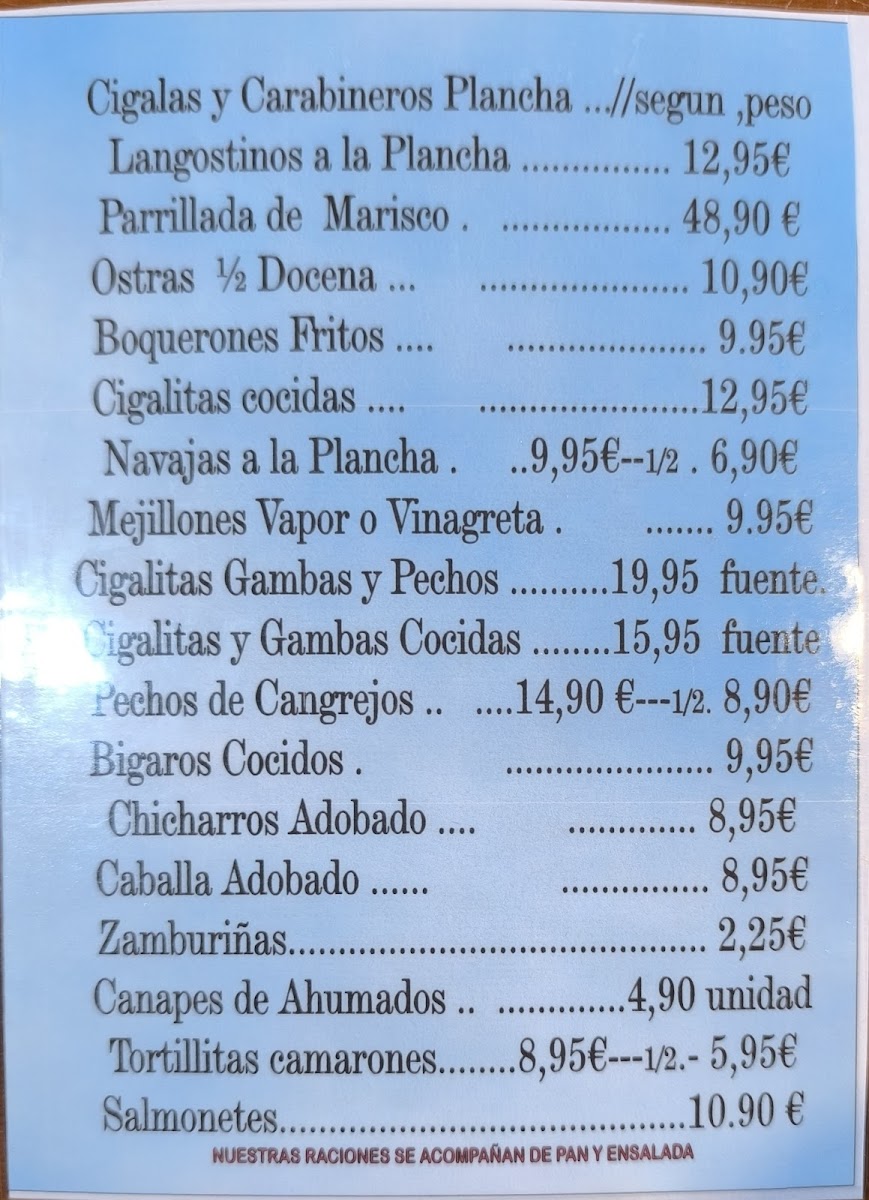 Cigalas y Carabineros Plancha ...//segun ,peso
Langostinos a la Plancha ............... 12,95€
Parrillada de Marisco . ................. 48,90 €
Ostras ½ Docena ... ..................... 10,90€
Boquerones Fritos .... .................... 9.95€
Cigalitas cocidas .... ......................12,95€
Navajas a la Plancha . ..9,95€--1/2 . 6,90€
Mejillones Vapor o Vinagreta . ....... 9.95€
Cigalitas Gambas y Pechos ..........19,95 fuente.
Cigalitas y Gambas Cocidas ........15,95 fuente
Pechos de Cangrejos .. ....14,90 €---1/2. 8,90€
Bigaros Cocidos . ..................... 9,95€
Chicharros Adobado .... ............. 8,95€
Caballa Adobado ...... ............... 8,95€
Zamburiñas.......................................... 2,25€
Canapes de Ahumados .. .............4,90 unidad
Tortillitas camarones........8,95€---1/2.- 5,95€
Salmonetes.........................................10.90 €
NUESTRAS RACIONES SE ACOMPAÑAN DE PAN Y ENSALADA